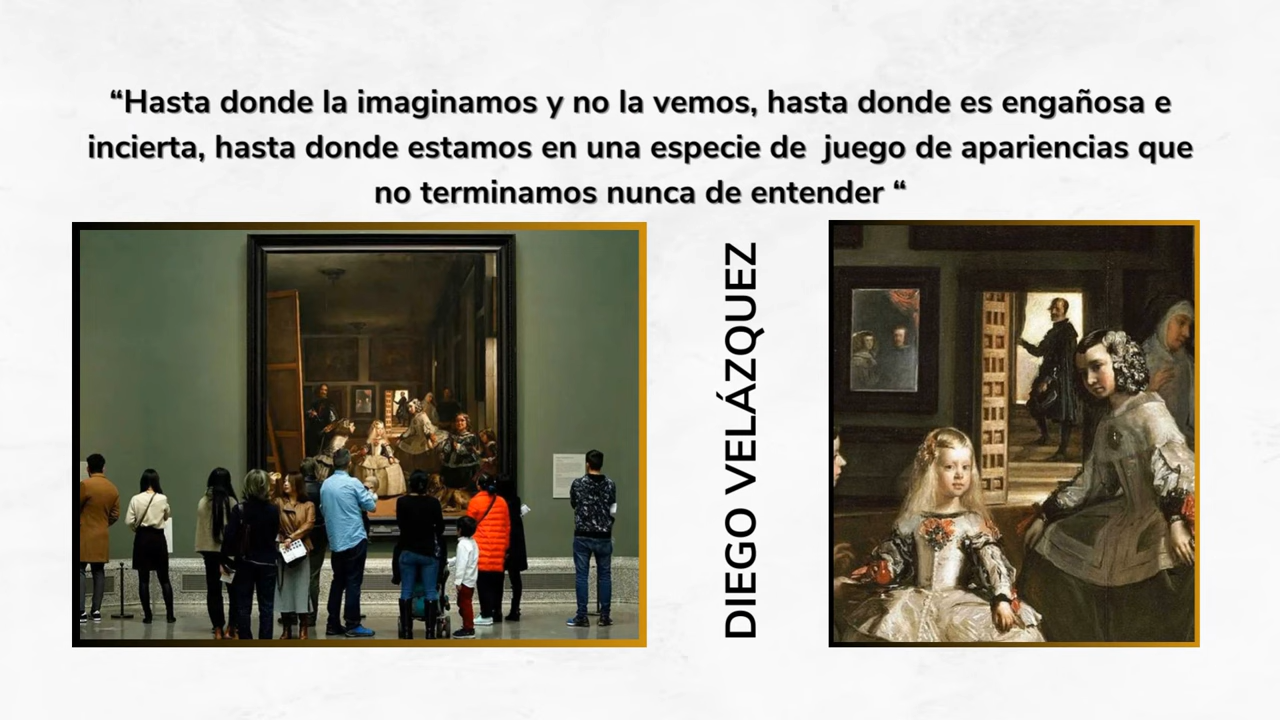 “Hasta donde la imaginamos y no la vemos, hasta donde es engañosa e
incierta, hasta donde estamos en una especie de  juego de apariencias que
no terminamos nunca de entender “
DIEGO VELÁZQUEZ